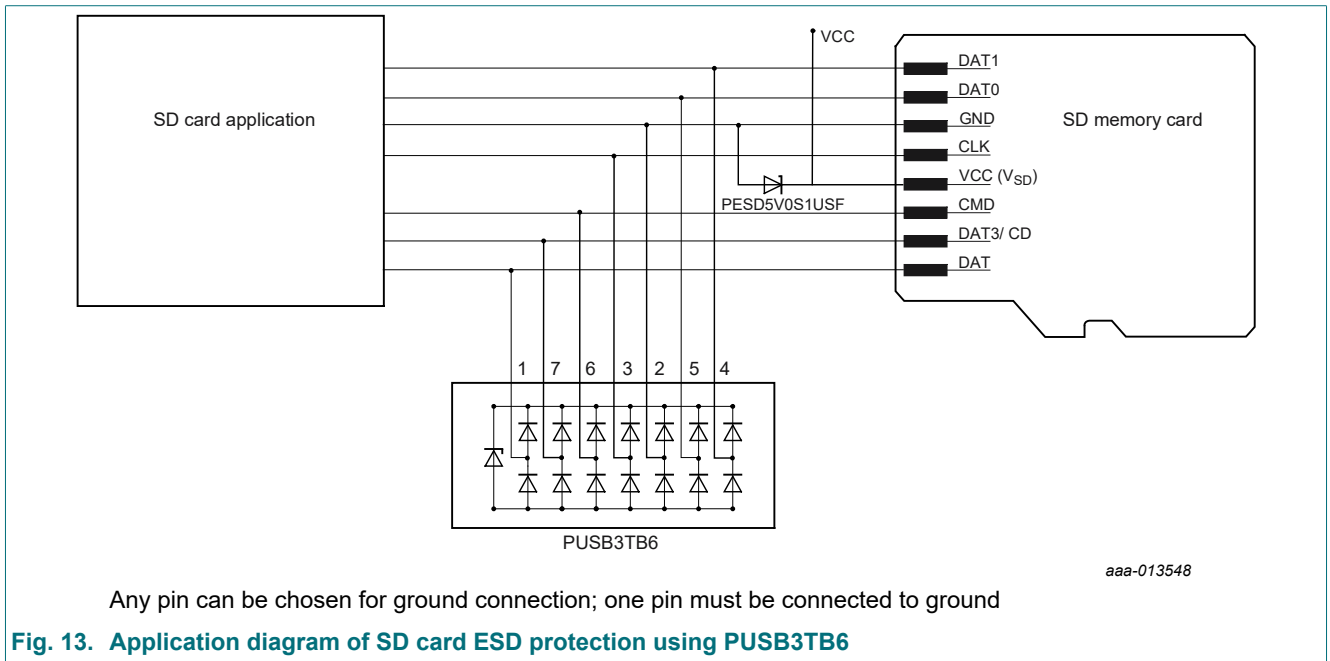 VCC
SD card application
DAT1
DAT0
GND
CLK
VCC (VSD)
CMD
DAT3/ CD
DAT
SD memory card
PESD5V0S1USF
1 7 6 3 2 5 4
PUSB3TB6
aaa-013548
Any pin can be chosen for ground connection; one pin must be connected to ground
Fig. 13. Application diagram of SD card ESD protection using PUSB3TB6